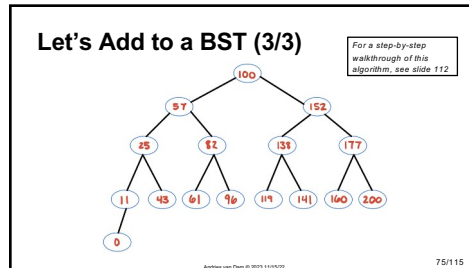 Let's Add to a BST (3/3)
For a step-by-step
walkthrough of this
algorithm, see slide 112
100
57 152
25 82 138 177
11 43 61 96 119 141 160 200
0
Andries van Dam © 2023 11/15/22
75/115